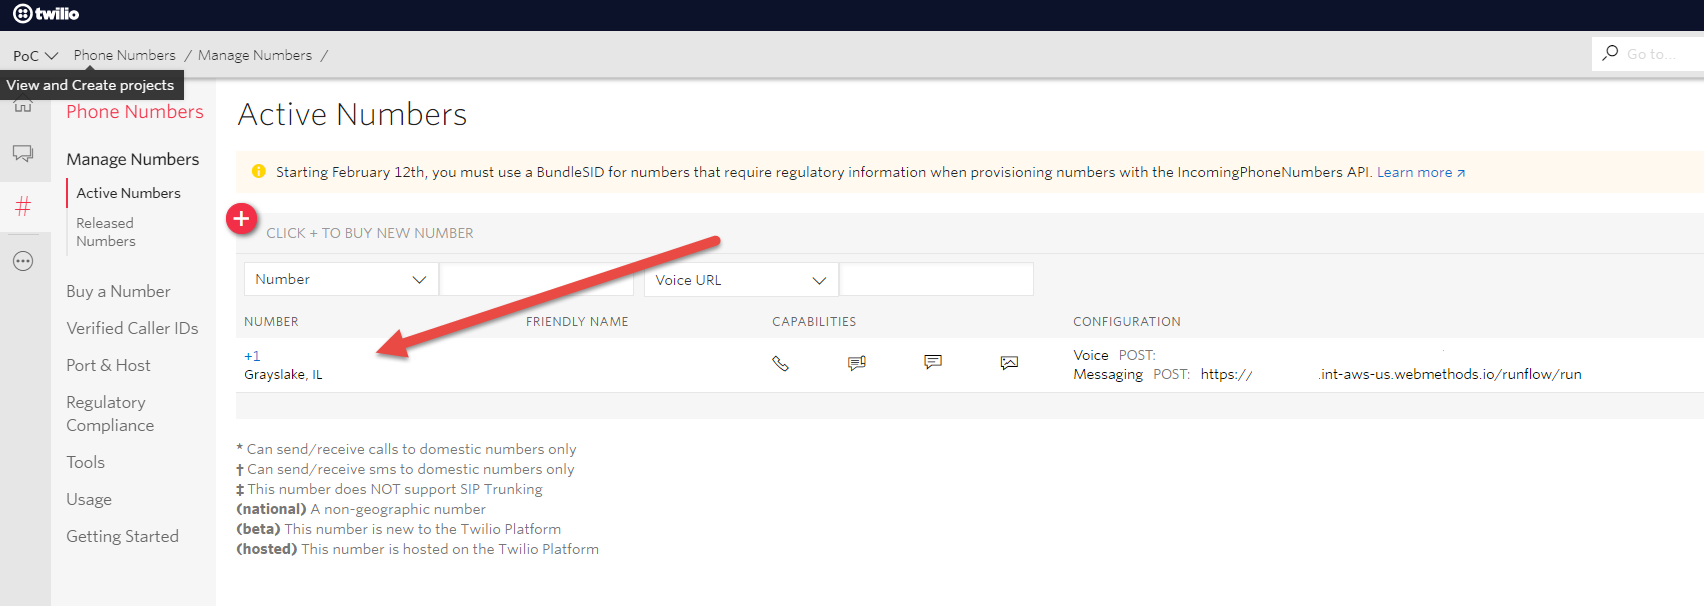 twilio
PoC Phone Numbers / Manage Numbers /
Go to...
View and Create projects
Phone Numbers
Manage Numbers
Active Numbers
Released
Numbers
Buy a Number
Verified Caller IDs
Port & Host
Regulatory
Compliance
Tools
Usage
Getting Started
Active Numbers
Starting February 12th, you must use a BundleSID for numbers that require regulatory information when provisioning numbers with the IncomingPhoneNumbers API. Learn more
+
CLICK + TO BUY NEW NUMBER
Number Voice URL
NUMBER FRIENDLY NAME CAPABILITIES CONFIGURATION
+1
Grayslake, IL
Voice POST:
Messaging POST: https:// .int-aws-us.webmethods.io/runflow/run
* Can send/receive calls to domestic numbers only
† Can send/receive sms to domestic numbers only
‡ This number does NOT support SIP Trunking
(national) A non-geographic number
(beta) This number is new to the Twilio Platform
(hosted) This number is hosted on the Twilio Platform